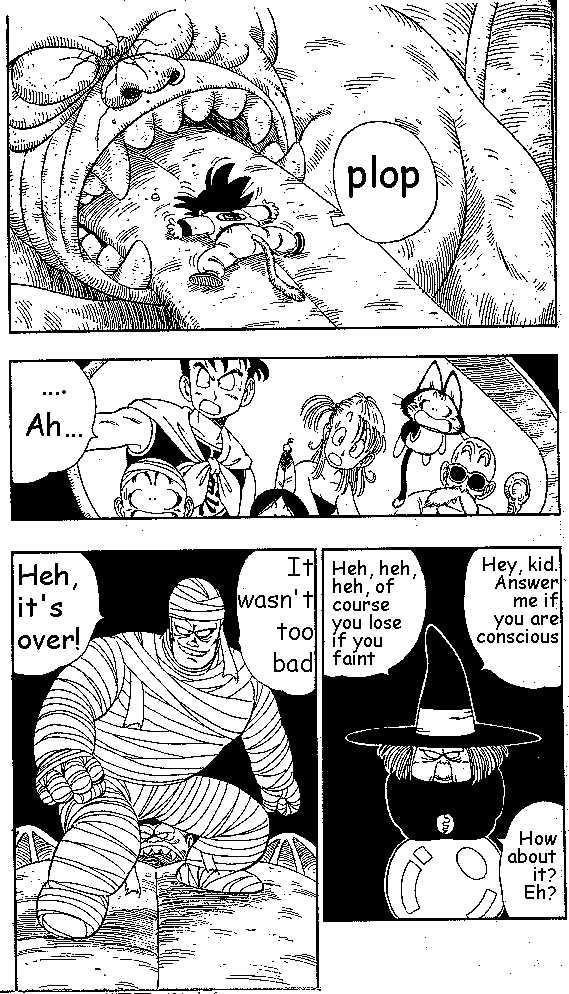 plop
....
Ah...
Hey, kid.
Answer
me if
you are
conscious
Heh, heh,
heh, of
course
you lose
if you
faint
How
about
it?
Eh?
It
wasn't
too
bad
Heh,
it's
over!